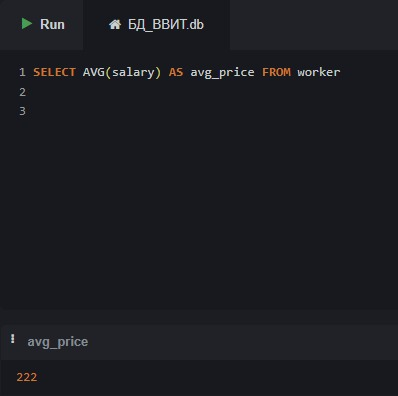 Run БД_ВВИТ.db
1 SELECT AVG(salary) AS avg_price FROM worker
2
3
avg_price
222